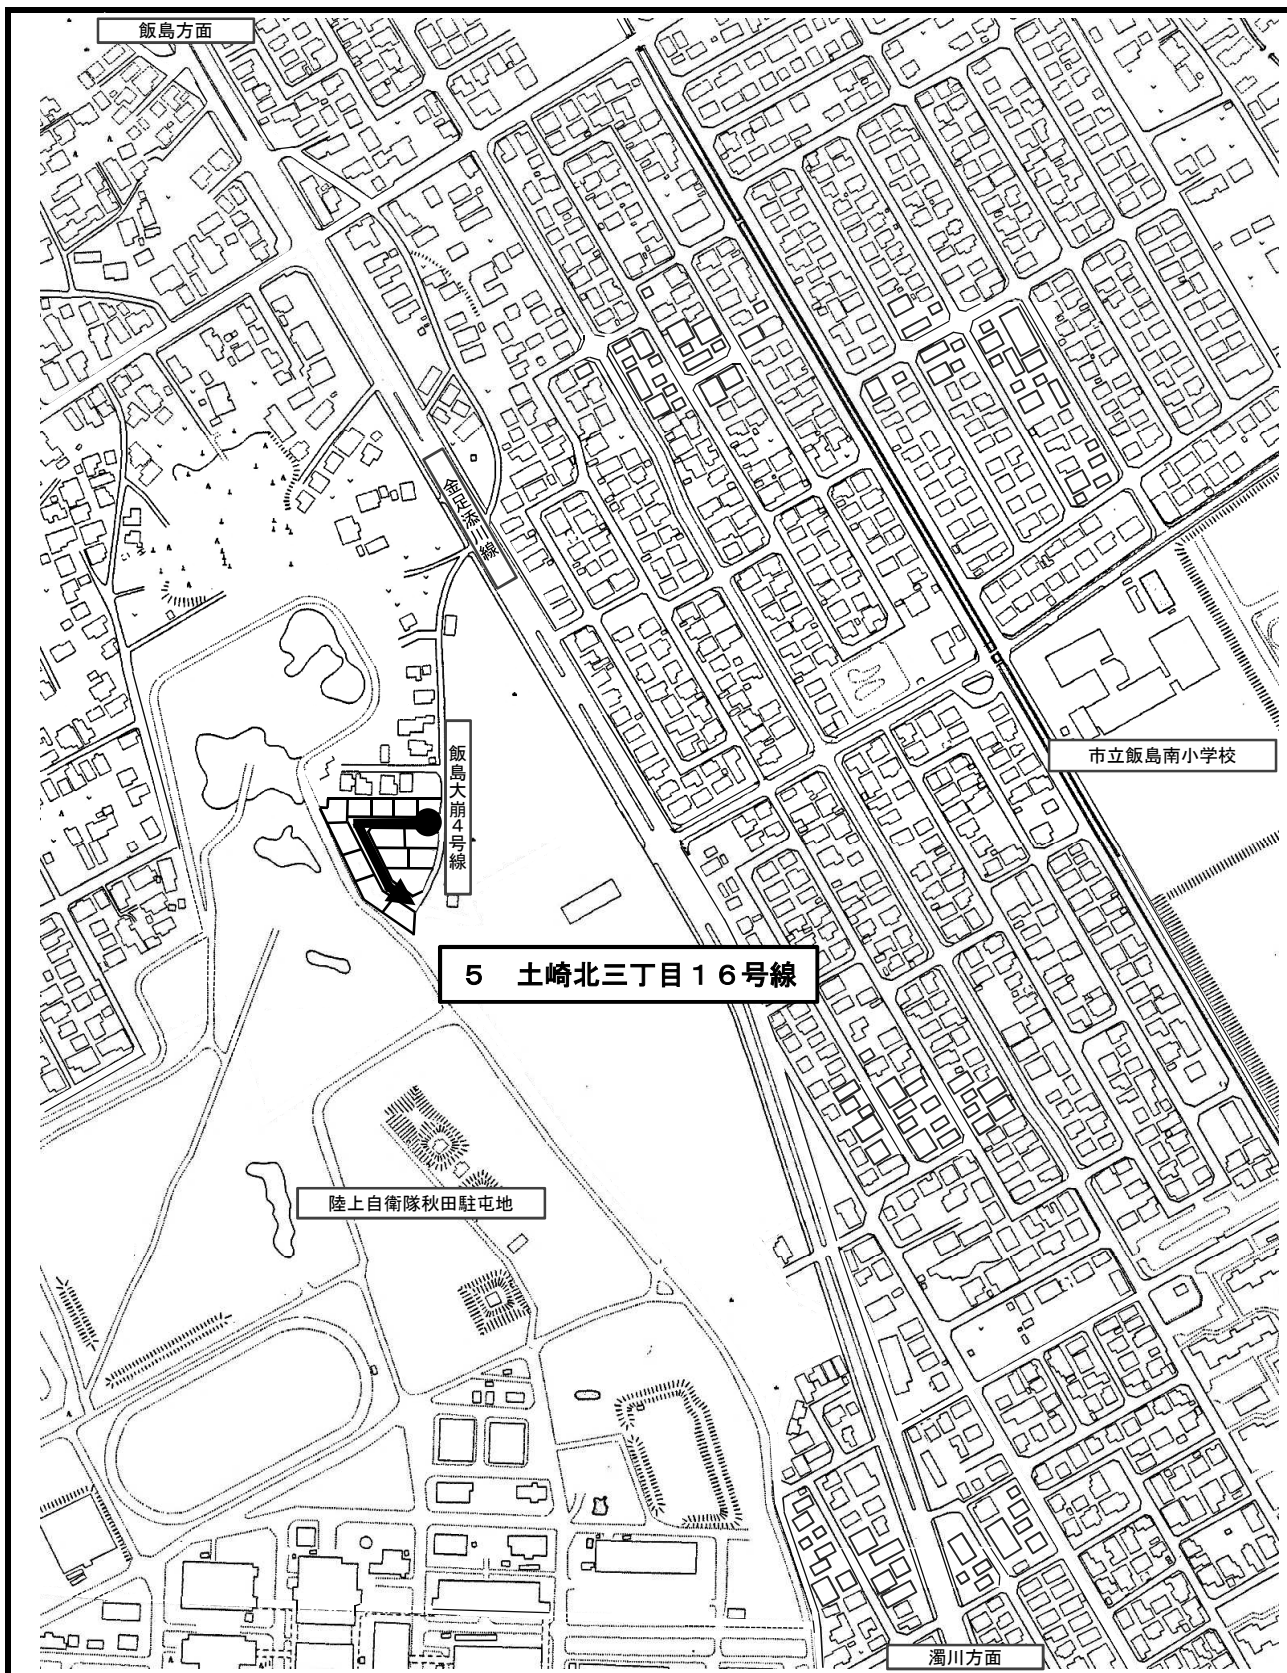 飯島方面
金足添線
市立飯島南小学校
飯島大崩4号線
5 土崎北三丁目16号線
陸上自衛隊秋田駐屯地
濁川方面